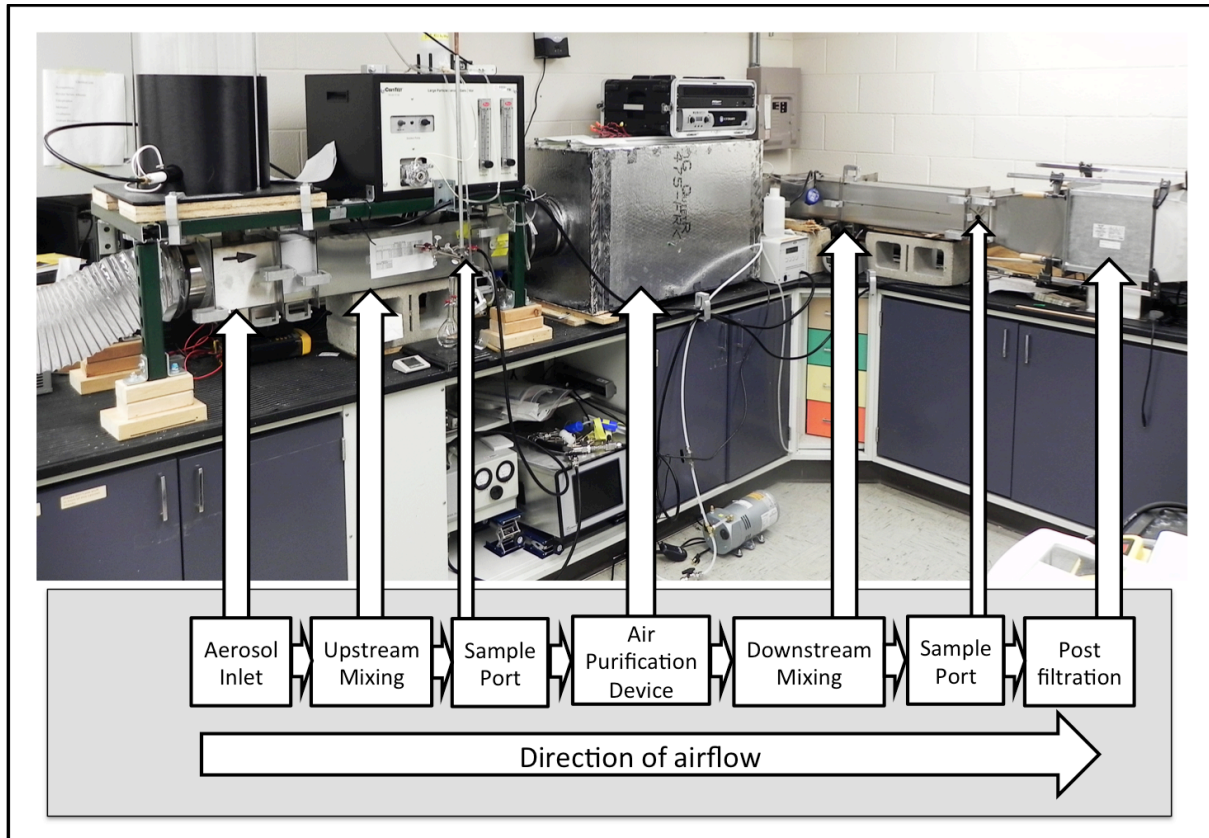 Aerosol
Inlet
Upstream
Mixing
Sample
Port
Air
Purification
Device
Downstream
Mixing
Sample
Port
Post
filtration
Direction of airflow